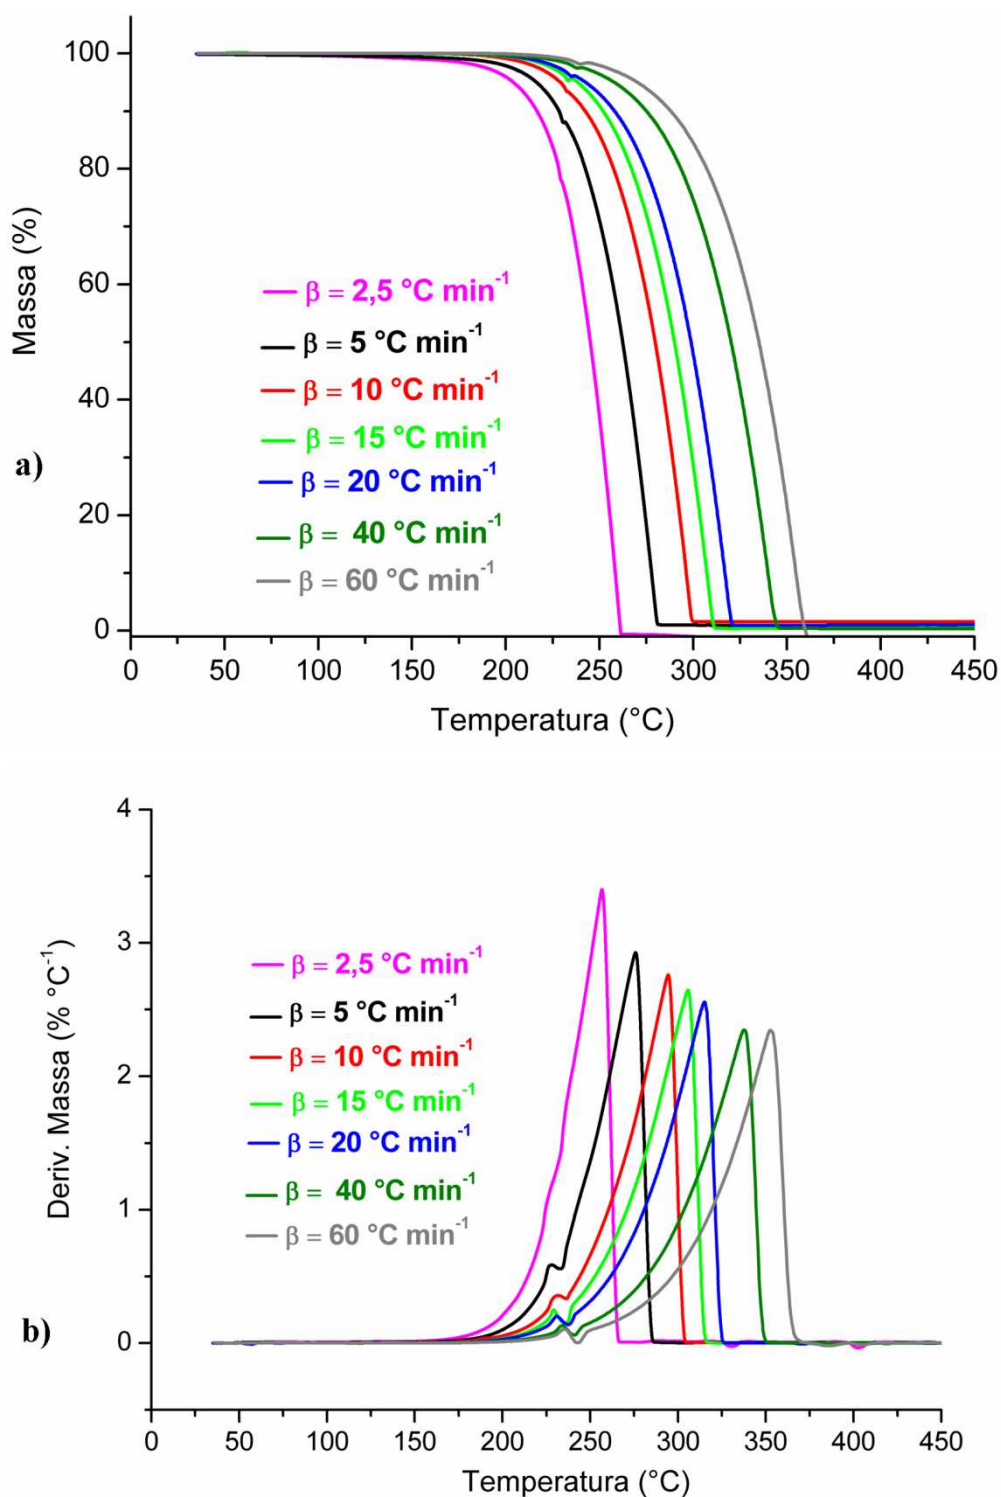 100
80
60
40
20
0
Massa (%)
β = 2,5 °C min⁻¹
β = 5 °C min⁻¹
β = 10 °C min⁻¹
β = 15 °C min⁻¹
β = 20 °C min⁻¹
β = 40 °C min⁻¹
β = 60 °C min⁻¹
a)
0 50 100 150 200 250 300 350 400 450
Temperatura (°C)
4
3
2
1
0
Deriv. Massa (% °C⁻¹)
β = 2,5 °C min⁻¹
β = 5 °C min⁻¹
β = 10 °C min⁻¹
β = 15 °C min⁻¹
β = 20 °C min⁻¹
β = 40 °C min⁻¹
β = 60 °C min⁻¹
b)
0 50 100 150 200 250 300 350 400 450
Temperatura (°C)